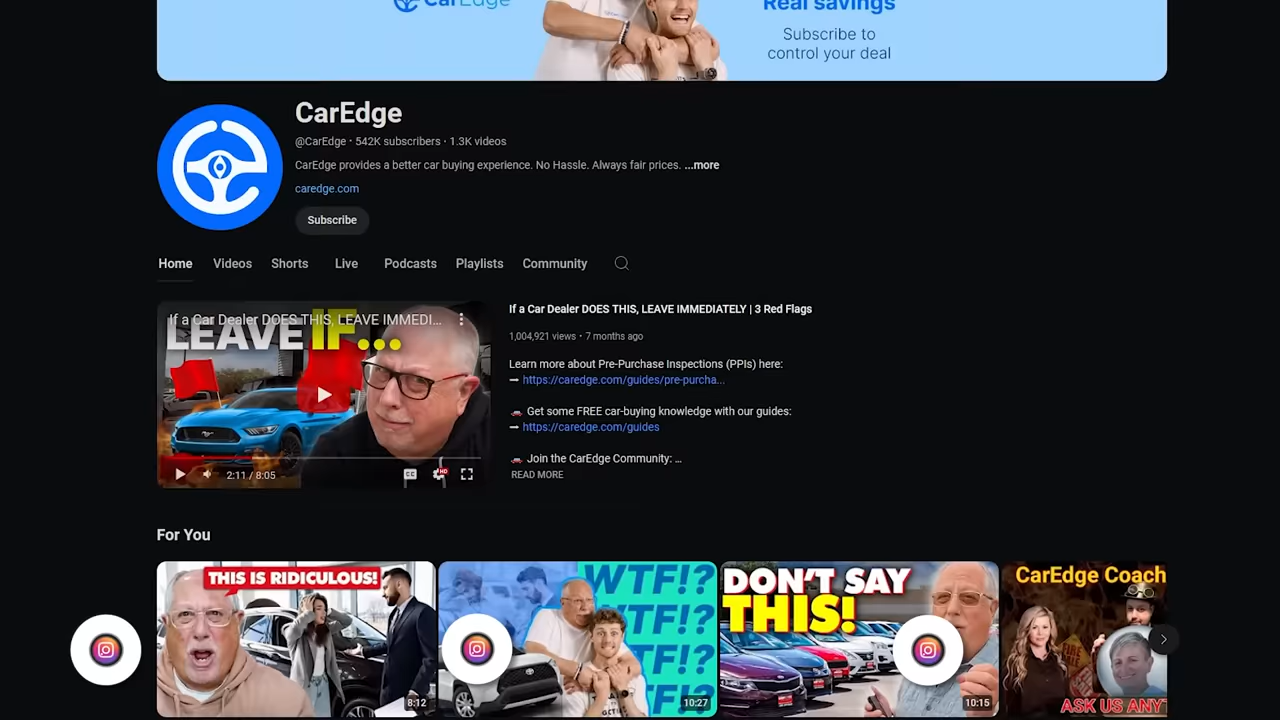 CarEdge
Real savings
Subscribe to
control your deal
CarEdge
@CarEdge · 542K subscribers · 1.3K videos
CarEdge provides a better car buying experience. No Hassle. Always fair prices. ...more
caredge.com
Subscribe
Home Videos Shorts Live Podcasts Playlists Community
If a Car Dealer DOES THIS, LEAVE IMMEDI...
LEAVE IF...
2:11 / 8:05
CC
HD
If a Car Dealer DOES THIS, LEAVE IMMEDIATELY | 3 Red Flags
1,004,921 views · 7 months ago
Learn more about Pre-Purchase Inspections (PPIs) here:
➞ https://caredge.com/guides/pre-purcha...
🚗 Get some FREE car-buying knowledge with our guides:
➞ https://caredge.com/guides
🚗 Join the CarEdge Community: ...
READ MORE
For You
THIS IS RIDICULOUS!
8:12
WTF!?
WTF!?
TF!?
F!?
10:27
DON'T SAY
THIS!
10:15
CarEdge Coach
ASK US ANYT